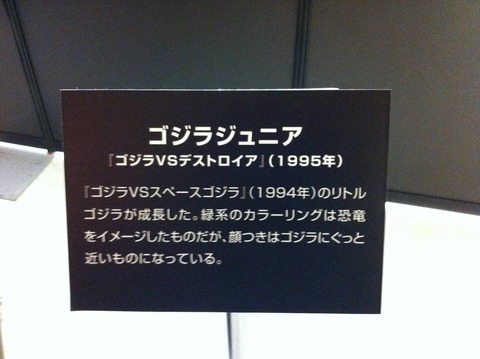 ゴジラジュニア
『ゴジラVSデストロイア』(1995年)
『ゴジラVSスペースゴジラ』(1994年)のリトル
ゴジラが成長した。緑系のカラーリングは恐竜
をイメージしたものだが、顔つきはゴジラにぐっと
近いものになっている。